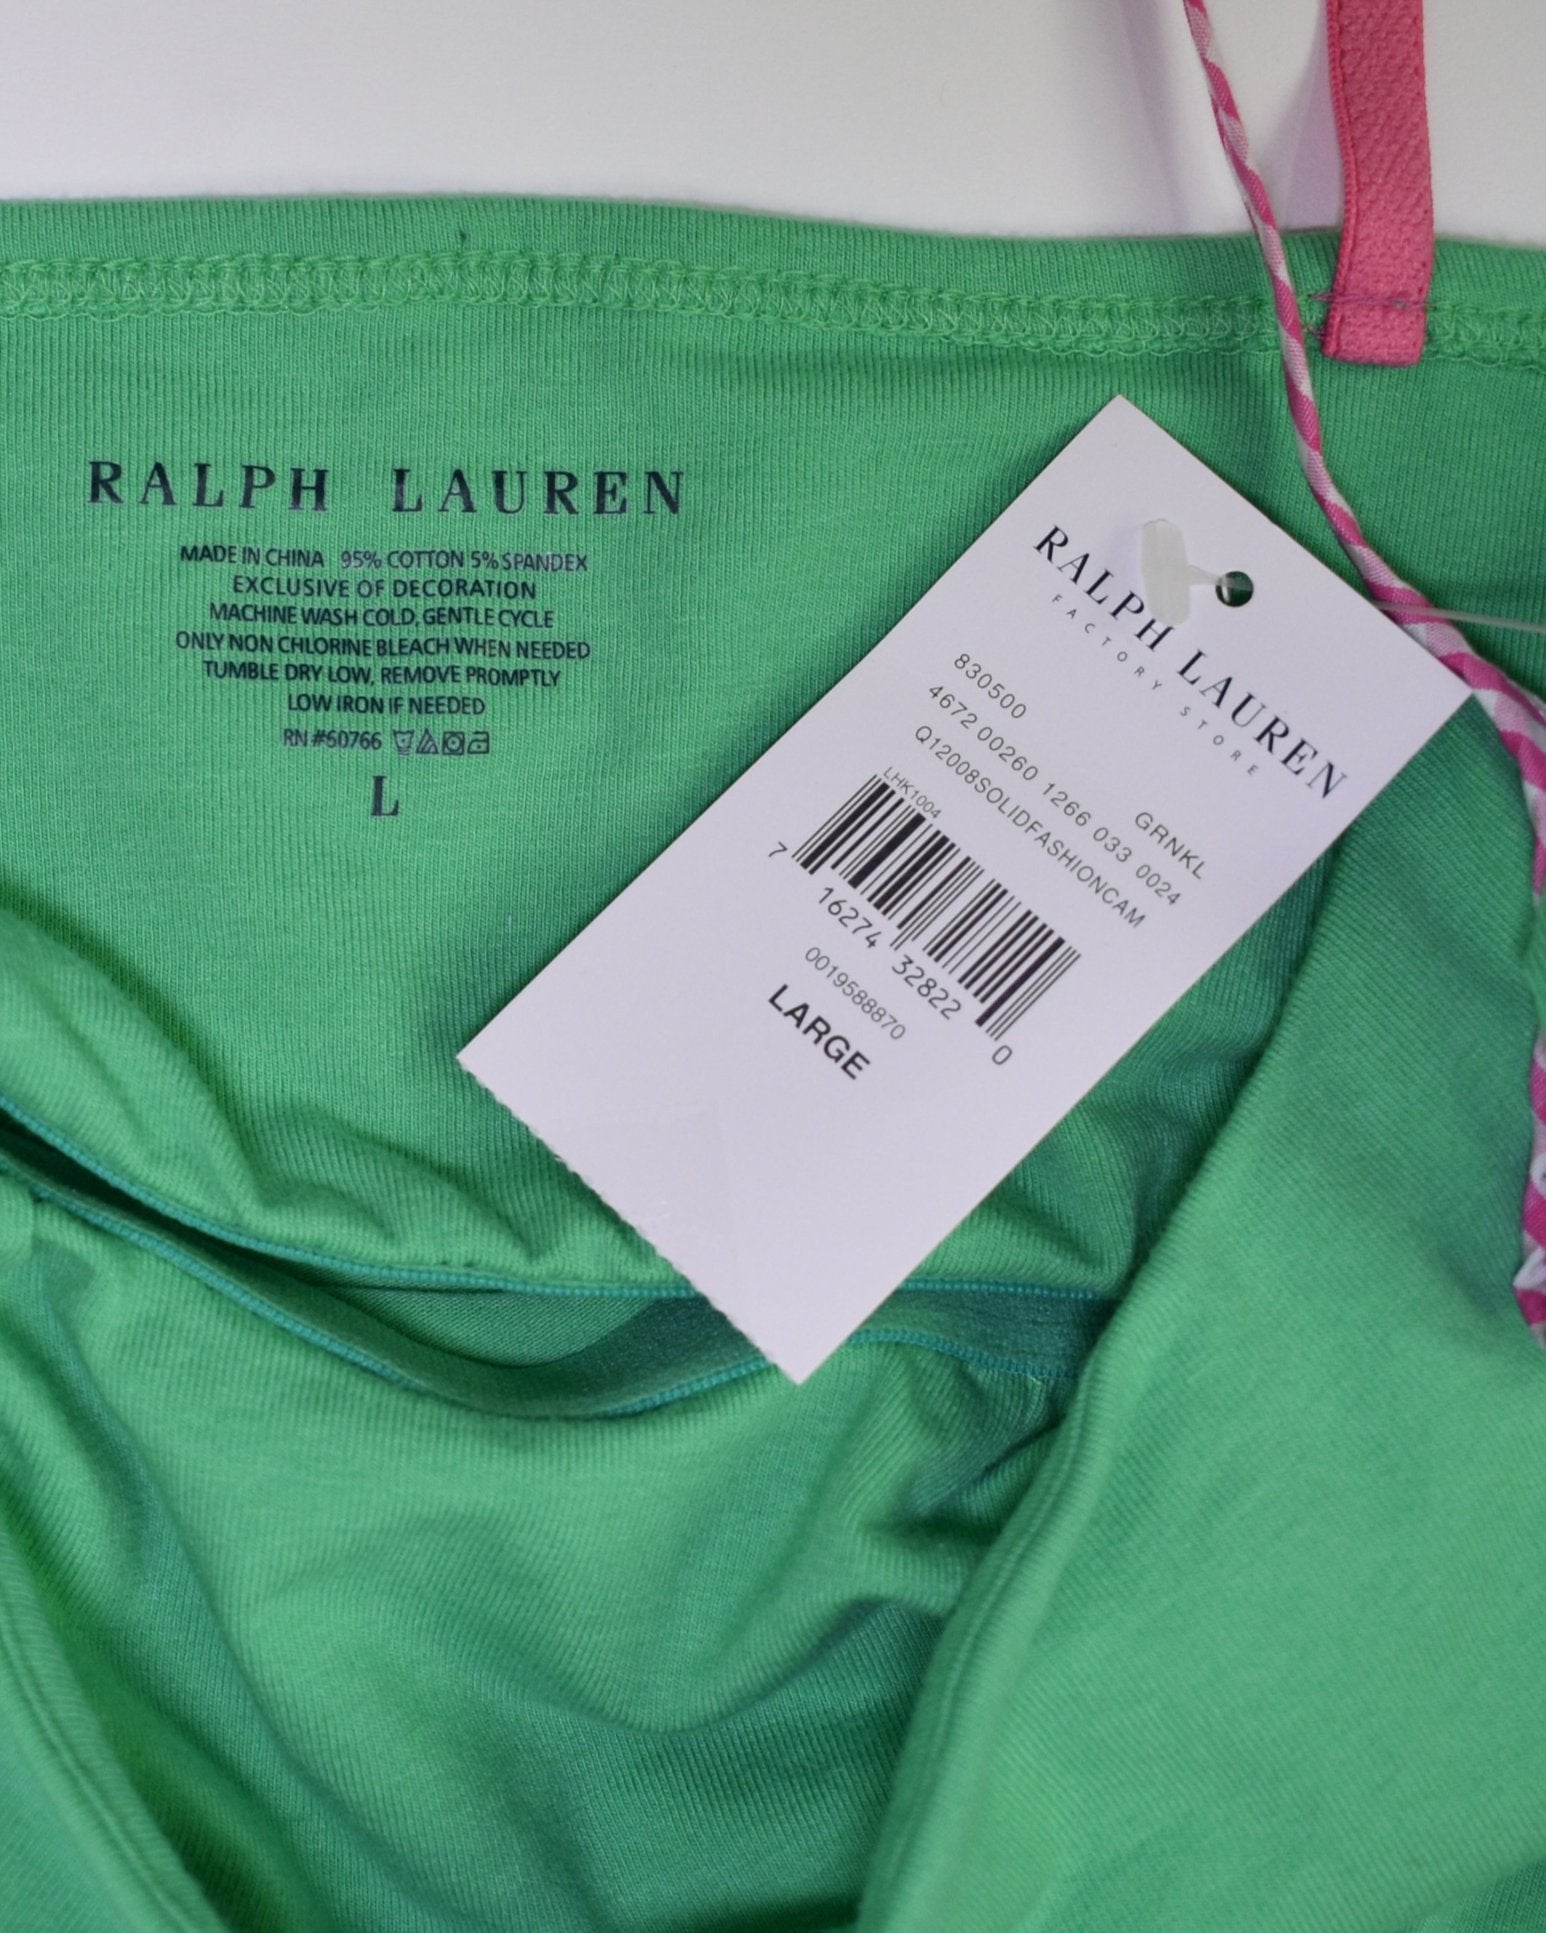 RALPH LAUREN
MADE IN CHINA 95% COTTON 5% SPANDEX
EXCLUSIVE OF DECORATION
MACHINE WASH COLD, GENTLE CYCLE
ONLY NON CHLORINE BLEACH WHEN NEEDED
TUMBLE DRY LOW, REMOVE PROMPTLY
LOW IRON IF NEEDED
RN #60766
L
RALPH LAUREN
FACTORY STORE
830500 GRNKL
4672 00260 1266 033 0024
Q12008SOLIDFASHIONCAM
LHK1004
7 16274 32822 0
0019588870
LARGE